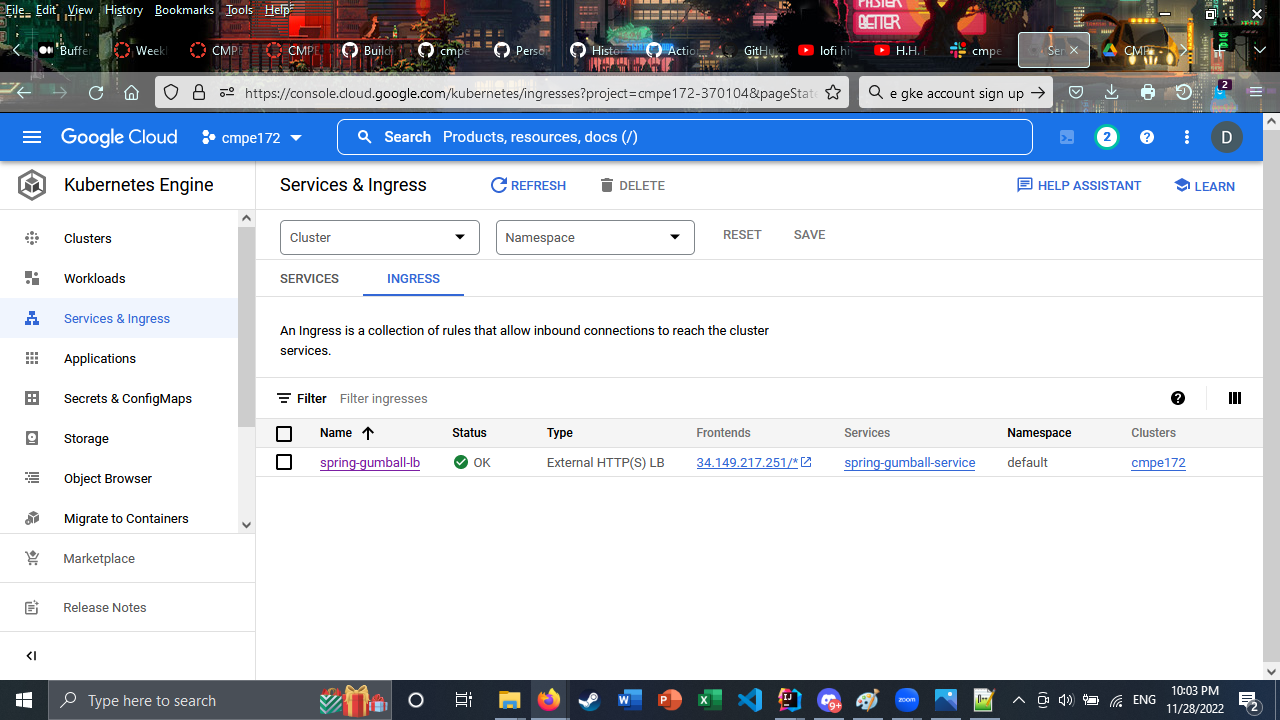 File Edit View History Bookmarks Tools Help
FASTER
BETTER
Buffer Week CMPE CMPE Build cmpe Perso Histo Action GitHu lofi hi H.H. cmpe Ser CMP
https://console.cloud.google.com/kubernetes/ingresses?project=cmpe172-370104&pageState
e gke account sign up
2
Google Cloud cmpe172 Search Products, resources, docs (/) 2 D
Kubernetes Engine
Services & Ingress REFRESH DELETE HELP ASSISTANT LEARN
Clusters
Workloads
Services & Ingress
Applications
Secrets & ConfigMaps
Storage
Object Browser
Migrate to Containers
Marketplace
Release Notes
Cluster Namespace RESET SAVE
SERVICES INGRESS
An Ingress is a collection of rules that allow inbound connections to reach the cluster
services.
Filter Filter ingresses
Name Status Type Frontends Services Namespace Clusters
spring-gumball-lb OK External HTTP(S) LB 34.149.217.251/* spring-gumball-service default cmpe172
Type here to search
9+
zoom
ENG
10:03 PM
11/28/2022
2